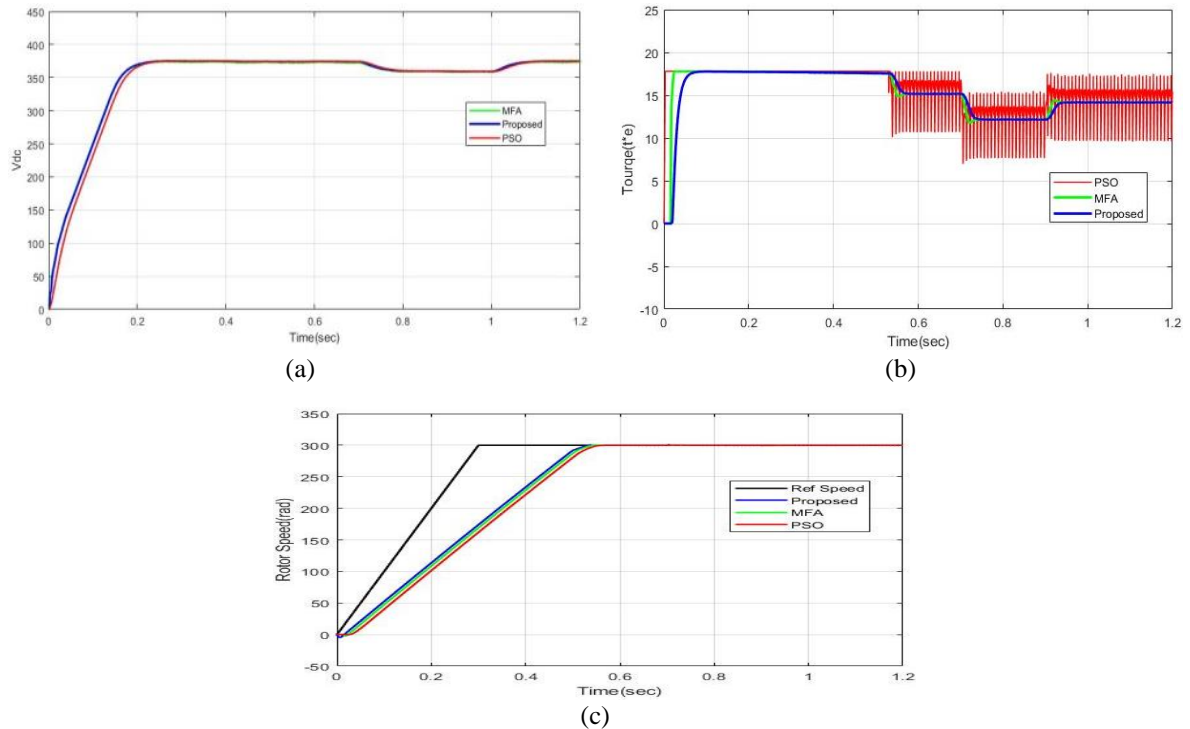 450
400
350
300
250
200
150
100
50
0
Vdc
MFA
Proposed
PSO
0
0.2
0.4
0.6
0.8
1
1.2
Time(sec)
(a)
25
20
15
10
5
0
-5
-10
Tourqe(t*e)
PSO
MFA
Proposed
0
0.2
0.4
0.6
0.8
1
1.2
Time(sec)
(b)
350
300
250
200
150
100
50
0
-50
Rotor Speed(rad)
Ref Speed
Proposed
MFA
PSO
0
0.2
0.4
0.6
0.8
1
1.2
Time(sec)
(c)